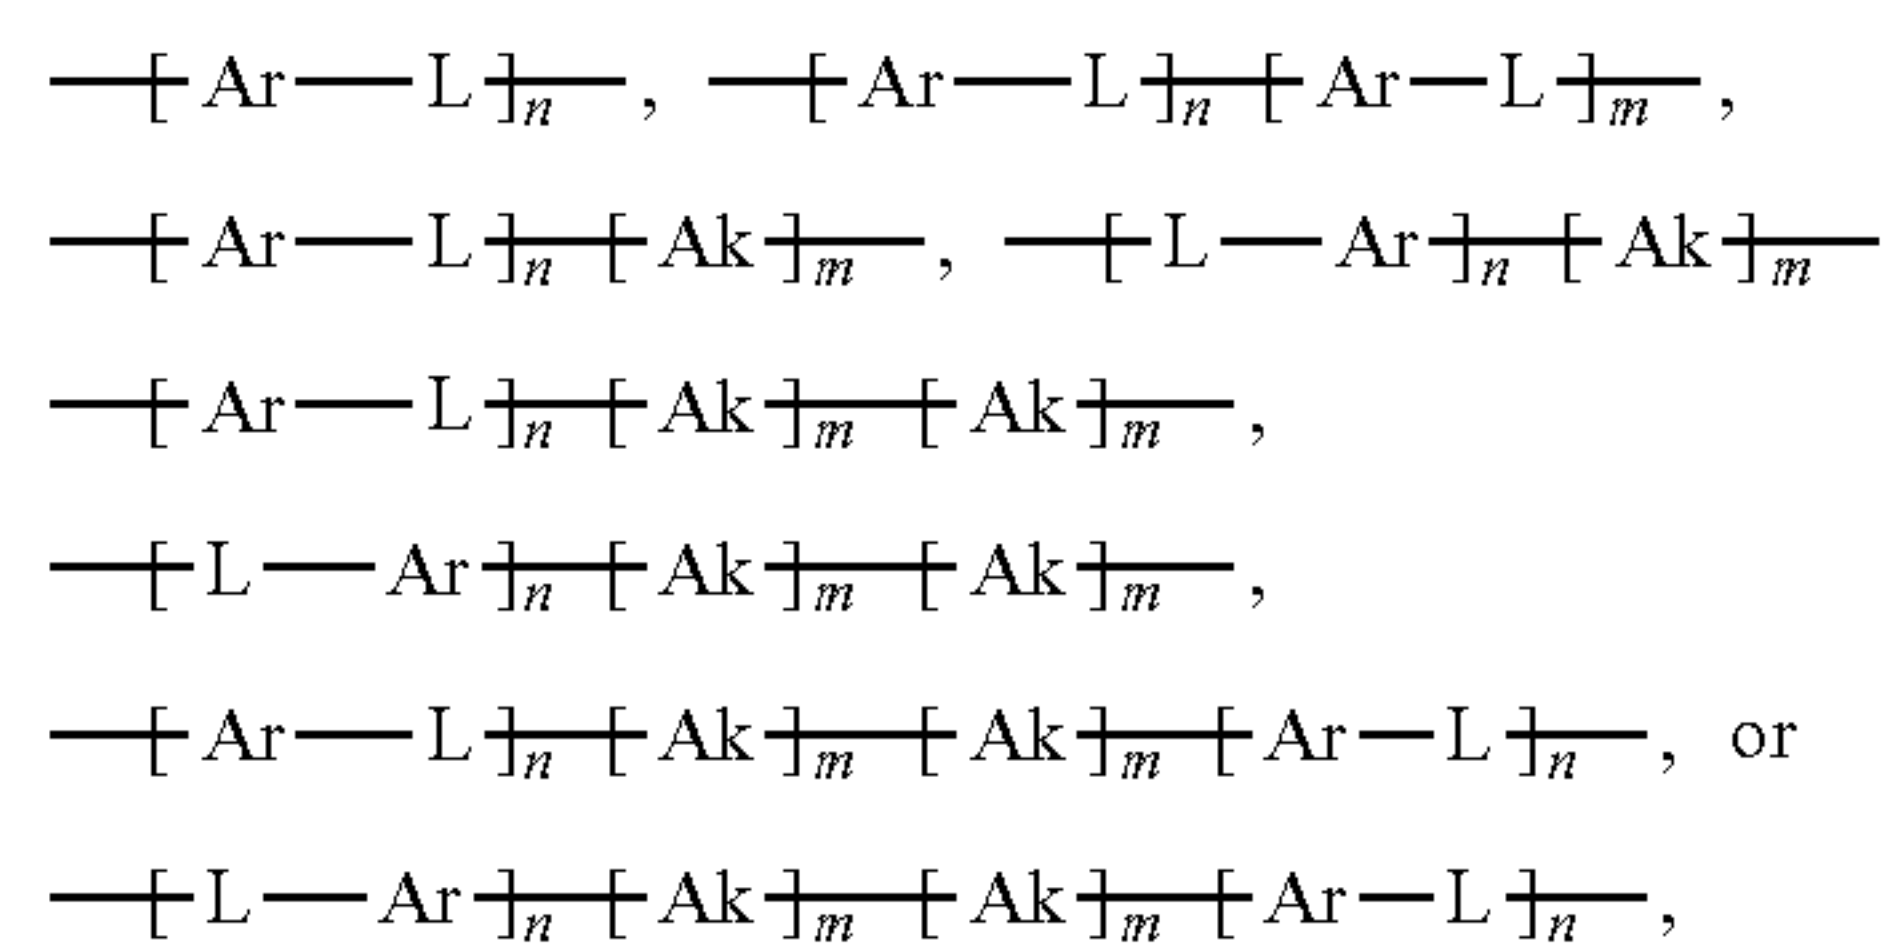 —[ Ar — L ]n— , —[ Ar — L ]n—[ Ar — L ]m— ,
—[ Ar — L ]n—[ Ak ]m— , —[ L — Ar ]n—[ Ak ]m—
—[ Ar — L ]n—[ Ak ]m—[ Ak ]m— ,
—[ L — Ar ]n—[ Ak ]m—[ Ak ]m— ,
—[ Ar — L ]n—[ Ak ]m—[ Ak ]m—[ Ar — L ]n— , or
—[ L — Ar ]n—[ Ak ]m—[ Ak ]m—[ Ar — L ]n— ,